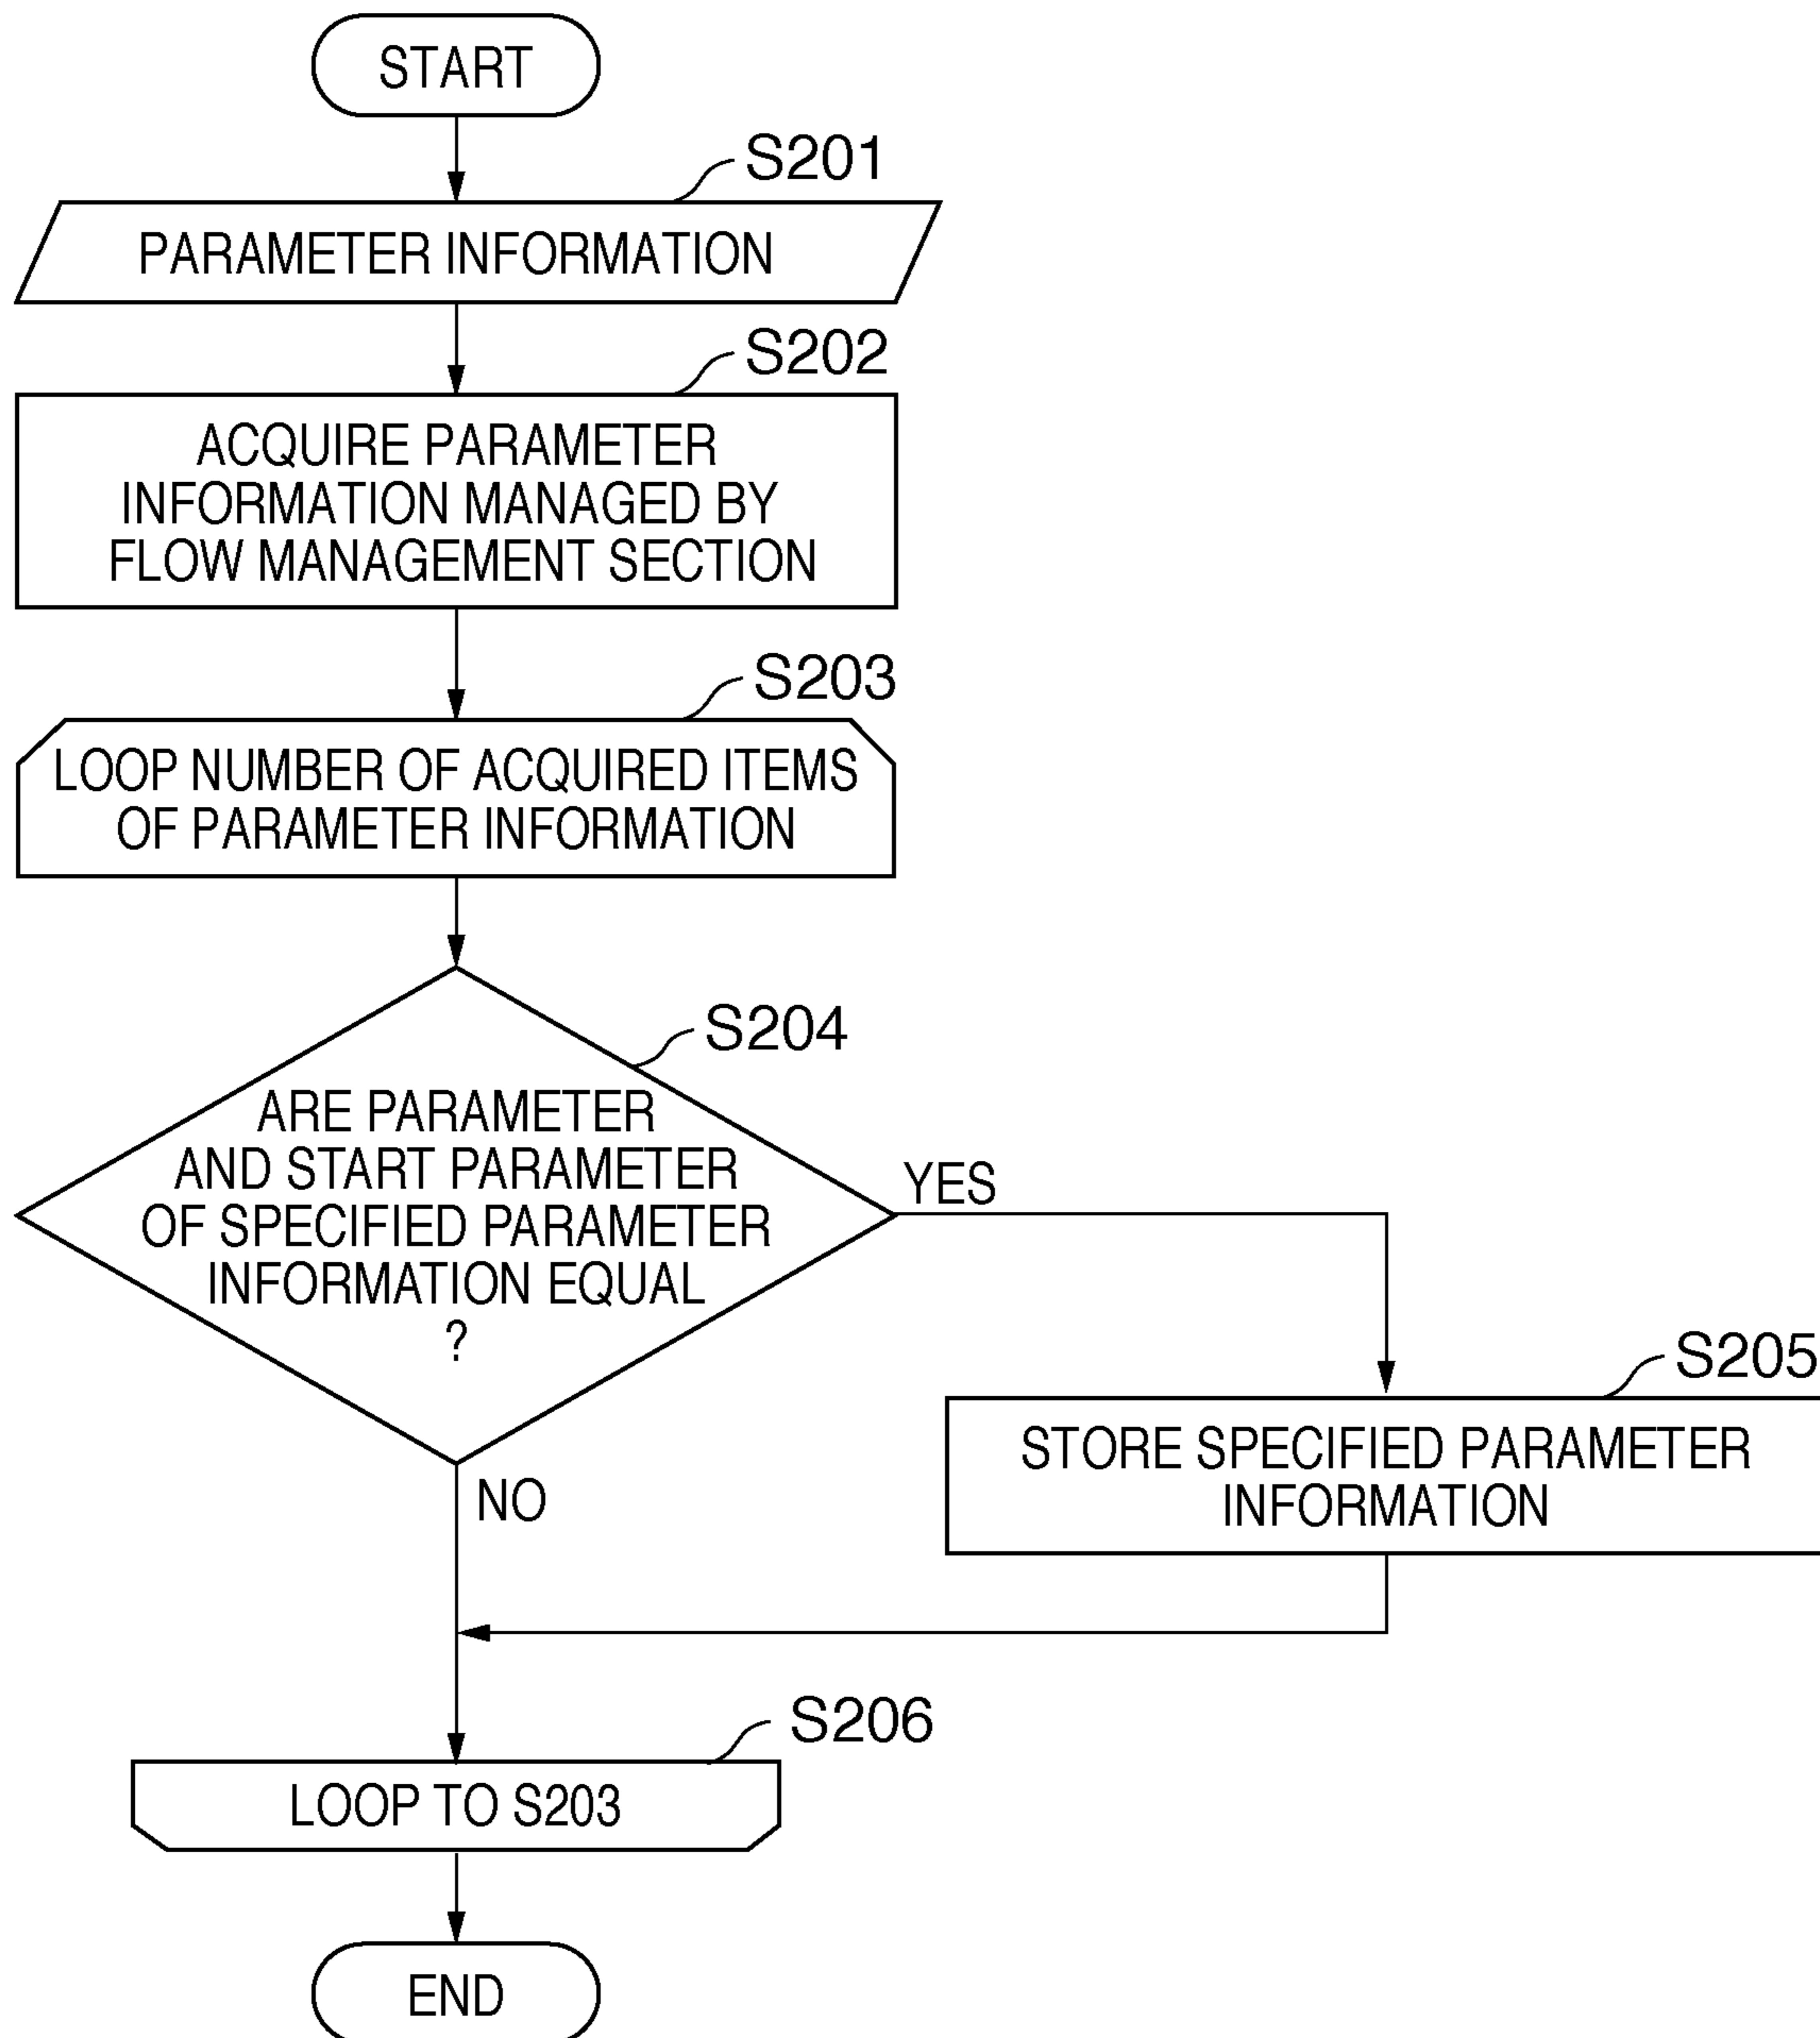 START
S201
PARAMETER INFORMATION
S202
ACQUIRE PARAMETER
INFORMATION MANAGED BY
FLOW MANAGEMENT SECTION
S203
LOOP NUMBER OF ACQUIRED ITEMS
OF PARAMETER INFORMATION
S204
ARE PARAMETER
AND START PARAMETER
OF SPECIFIED PARAMETER
INFORMATION EQUAL
?
YES
NO
S205
STORE SPECIFIED PARAMETER
INFORMATION
S206
LOOP TO S203
END